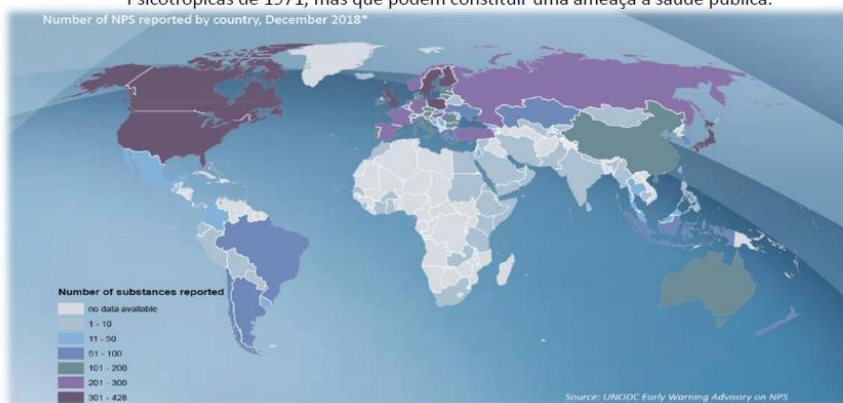 Psicotrópicas de 1971, mas que podem constituir uma ameaça à saúde pública.
Number of NPS reported by country, December 2018*
Number of substances reported
no data available
1 - 10
11 - 50
51 - 100
101 - 200
201 - 300
301 - 428
Source: UNODC Early Warning Advisory on NPS